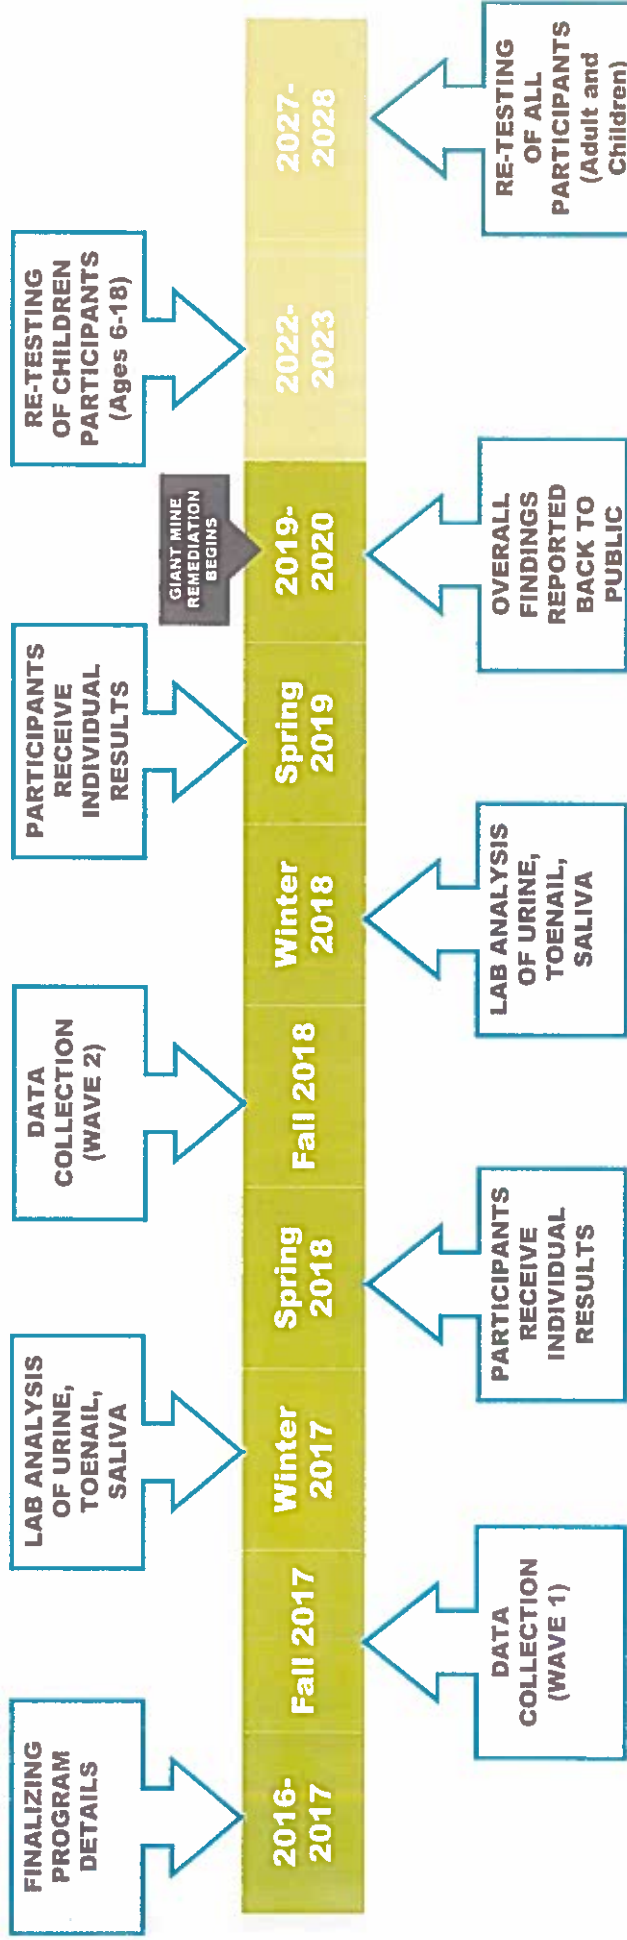 FINALIZING
PROGRAM
DETAILS
LAB ANALYSIS
OF URINE,
TOENAIL,
SALIVA
DATA
COLLECTION
(WAVE 2)
PARTICIPANTS
RECEIVE
INDIVIDUAL
RESULTS
GIANT MINE
REMEDIATION
BEGINS
RE-TESTING
OF CHILDREN
PARTICIPANTS
(Ages 6-18)
2016-
2017
Fall 2017
Winter
2017
Spring
2018
Fall 2018
Winter
2018
Spring
2019
2019-
2020
2022-
2023
2027-
2028
DATA
COLLECTION
(WAVE 1)
PARTICIPANTS
RECEIVE
INDIVIDUAL
RESULTS
LAB ANALYSIS
OF URINE,
TOENAIL,
SALIVA
OVERALL
FINDINGS
REPORTED
BACK TO
PUBLIC
RE-TESTING
OF ALL
PARTICIPANTS
(Adult and
Children)